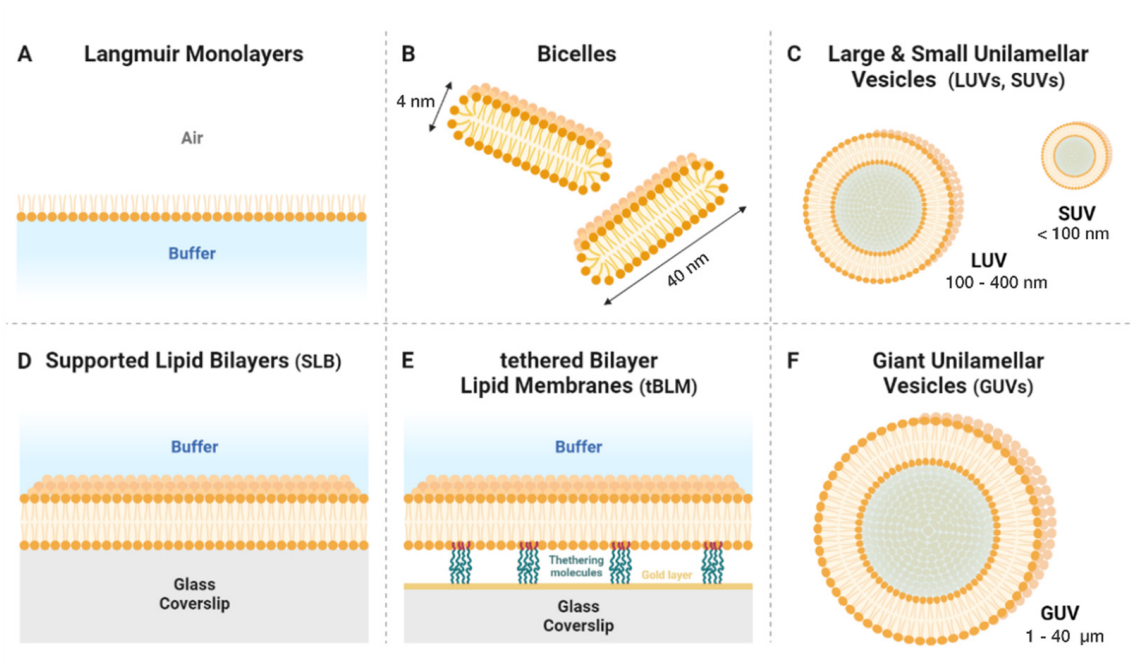 A
Langmuir Monolayers
Air
Buffer
B
Bicelles
4 nm
40 nm
C
Large & Small Unilamellar
Vesicles (LUVs, SUVs)
SUV
< 100 nm
LUV
100 - 400 nm
D
Supported Lipid Bilayers (SLB)
Buffer
Glass
Coverslip
E
tethered Bilayer
Lipid Membranes (tBLM)
Buffer
Thethering
molecules
Gold layer
Glass
Coverslip
F
Giant Unilamellar
Vesicles (GUVs)
GUV
1 - 40 μm